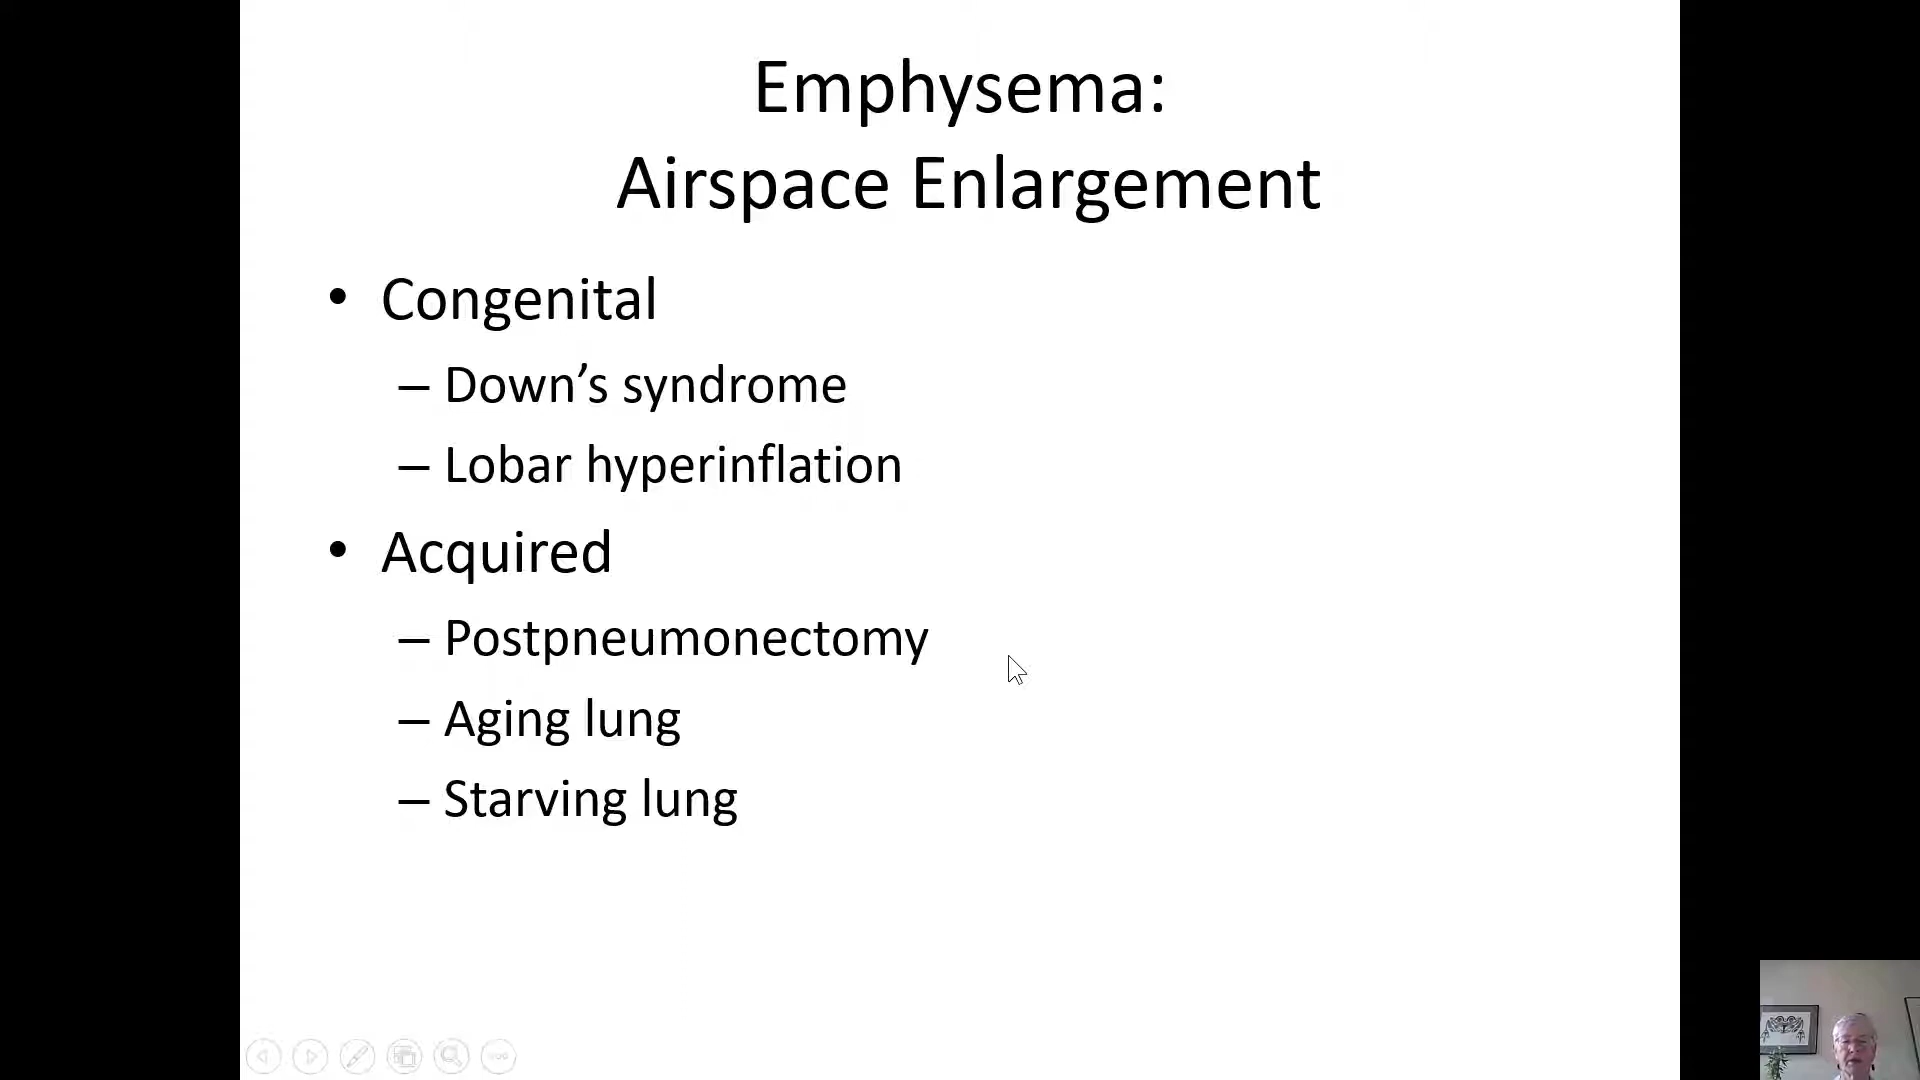 Emphysema:
Airspace Enlargement
• Congenital
– Down’s syndrome
– Lobar hyperinflation
• Acquired
– Postpneumonectomy
– Aging lung
– Starving lung